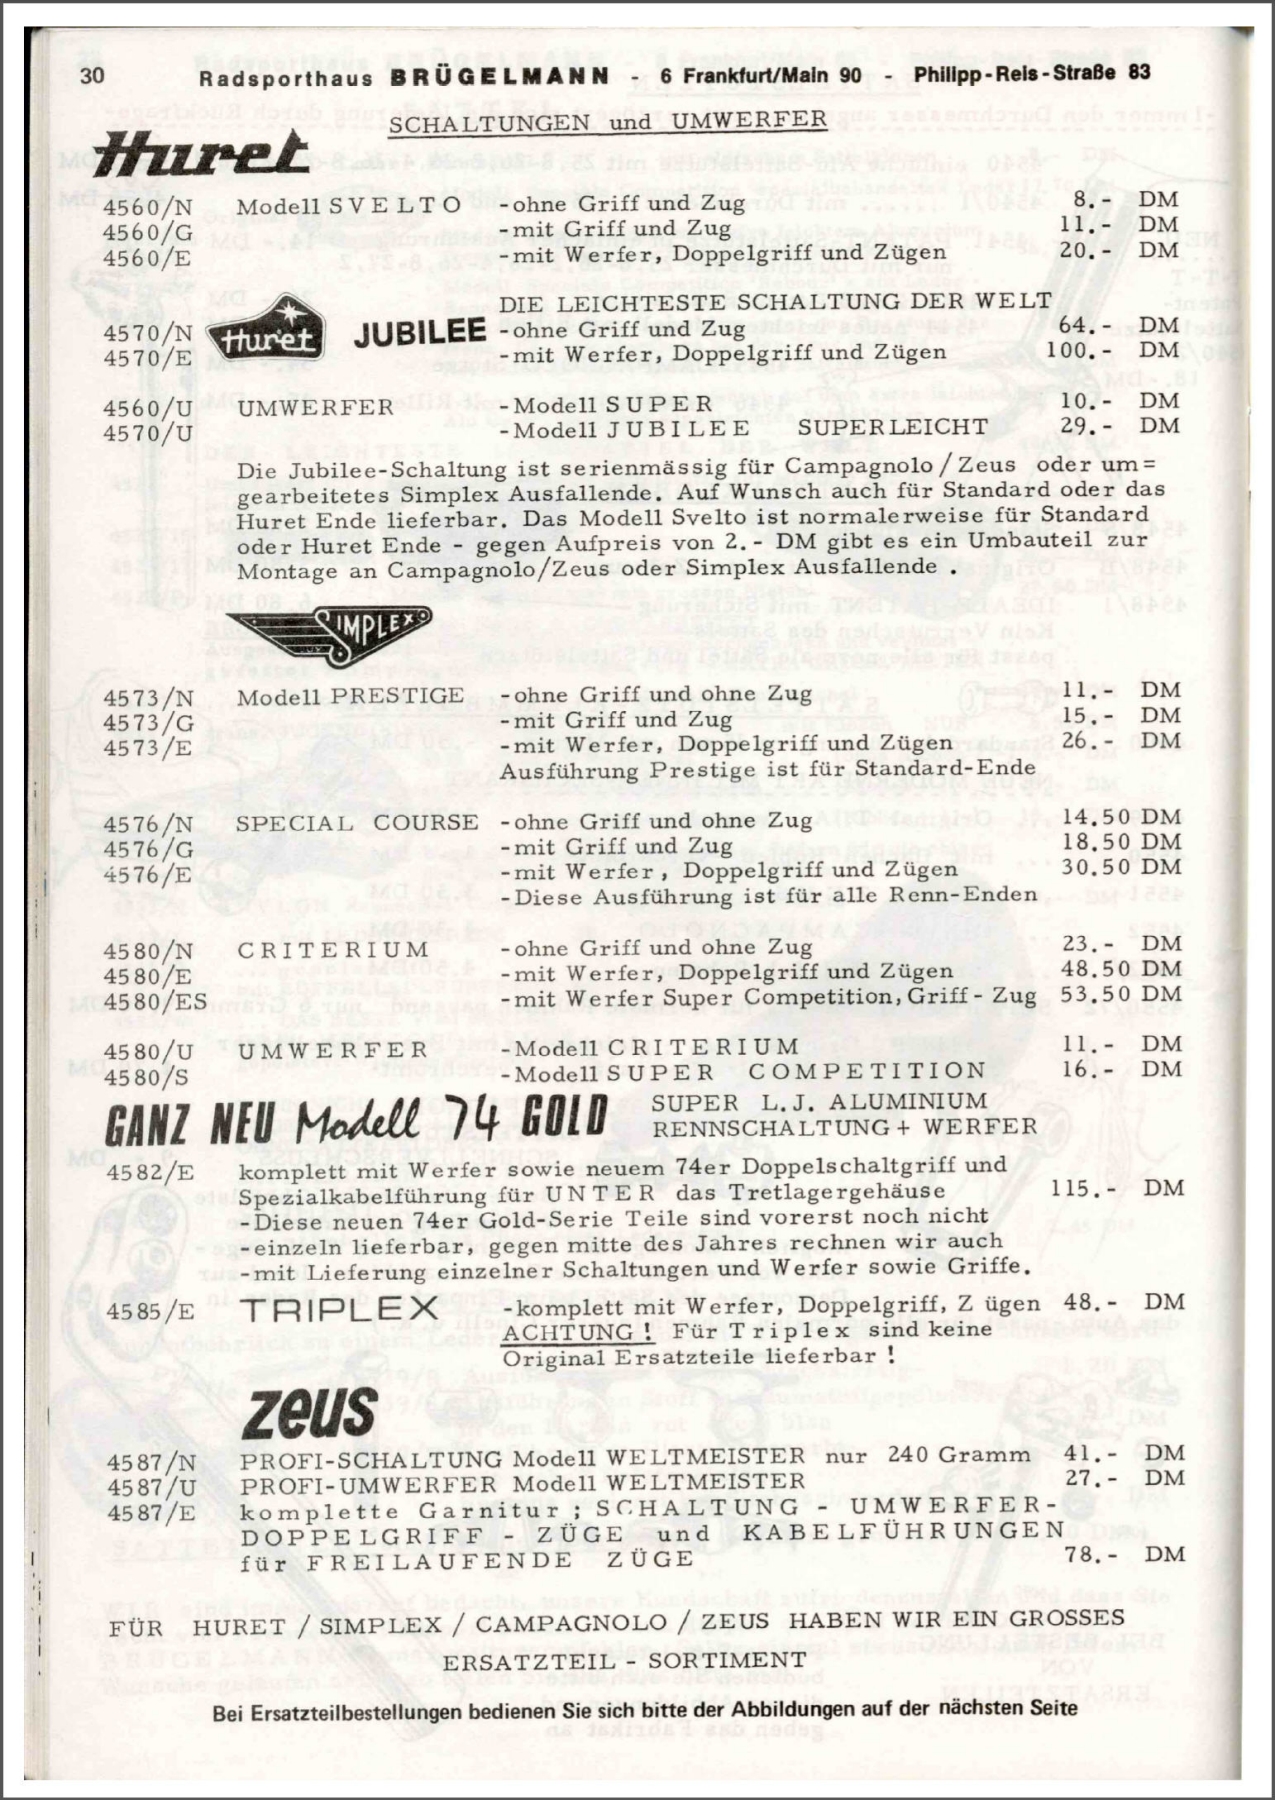 30 Radsporthaus BRÜGELMANN - 6 Frankfurt/Main 90 - Philipp-Reis-Straße 83
SCHALTUNGEN und UMWERFER
Huret
4560/N Modell SVELTO -ohne Griff und Zug 8.- DM
4560/G -mit Griff und Zug 11.- DM
4560/E -mit Werfer, Doppelgriff und Zügen 20.- DM
DIE LEICHTESTE SCHALTUNG DER WELT
4570/N Huret JUBILEE -ohne Griff und Zug 64.- DM
4570/E -mit Werfer, Doppelgriff und Zügen 100.- DM
4560/U UMWERFER -Modell SUPER 10.- DM
4570/U -Modell JUBILEE SUPERLEICHT 29.- DM
Die Jubilee-Schaltung ist serienmässig für Campagnolo / Zeus oder um=
gearbeitetes Simplex Ausfallende. Auf Wunsch auch für Standard oder das
Huret Ende lieferbar. Das Modell Svelto ist normalerweise für Standard
oder Huret Ende - gegen Aufpreis von 2.- DM gibt es ein Umbauteil zur
Montage an Campagnolo/Zeus oder Simplex Ausfallende .
SIMPLEX
4573/N Modell PRESTIGE -ohne Griff und ohne Zug 11.- DM
4573/G -mit Griff und Zug 15.- DM
4573/E -mit Werfer, Doppelgriff und Zügen 26.- DM
Ausführung Prestige ist für Standard-Ende
4576/N SPECIAL COURSE -ohne Griff und ohne Zug 14.50 DM
4576/G -mit Griff und Zug 18.50 DM
4576/E -mit Werfer, Doppelgriff und Zügen 30.50 DM
-Diese Ausführung ist für alle Renn-Enden
4580/N CRITERIUM -ohne Griff und ohne Zug 23.- DM
4580/E -mit Werfer, Doppelgriff und Zügen 48.50 DM
4580/ES -mit Werfer Super Competition, Griff - Zug 53.50 DM
4580/U UMWERFER -Modell CRITERIUM 11.- DM
4580/S -Modell SUPER COMPETITION 16.- DM
GANZ NEU Modell 74 GOLD SUPER L.J. ALUMINIUM
RENNSCHALTUNG + WERFER
4582/E komplett mit Werfer sowie neuem 74er Doppelschaltgriff und
Spezialkabelführung für UNTER das Tretlagergehäuse 115.- DM
-Diese neuen 74er Gold-Serie Teile sind vorerst noch nicht
-einzeln lieferbar, gegen mitte des Jahres rechnen wir auch
-mit Lieferung einzelner Schaltungen und Werfer sowie Griffe.
4585/E TRIPLEX -komplett mit Werfer, Doppelgriff, Z ügen 48.- DM
ACHTUNG ! Für Triplex sind keine
Original Ersatzteile lieferbar !
zeus
4587/N PROFI-SCHALTUNG Modell WELTMEISTER nur 240 Gramm 41.- DM
4587/U PROFI-UMWERFER Modell WELTMEISTER 27.- DM
4587/E komplette Garnitur ; SCHALTUNG - UMWERFER-
DOPPELGRIFF - ZÜGE und KABELFÜHRUNGEN
für FREILAUFENDE ZÜGE 78.- DM
FÜR HURET / SIMPLEX / CAMPAGNOLO / ZEUS HABEN WIR EIN GROSSES
ERSATZTEIL - SORTIMENT
Bei Ersatzteilbestellungen bedienen Sie sich bitte der Abbildungen auf der nächsten Seite